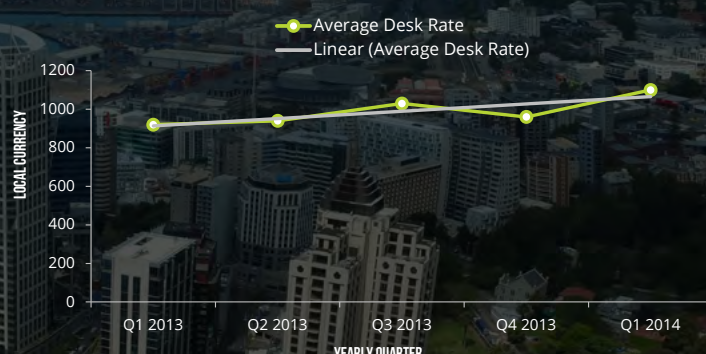 Average Desk Rate
Linear (Average Desk Rate)
1200
1000
800
600
400
200
0
LOCAL CURRENCY
Q1 2013 Q2 2013 Q3 2013 Q4 2013 Q1 2014
YEARLY QUARTER